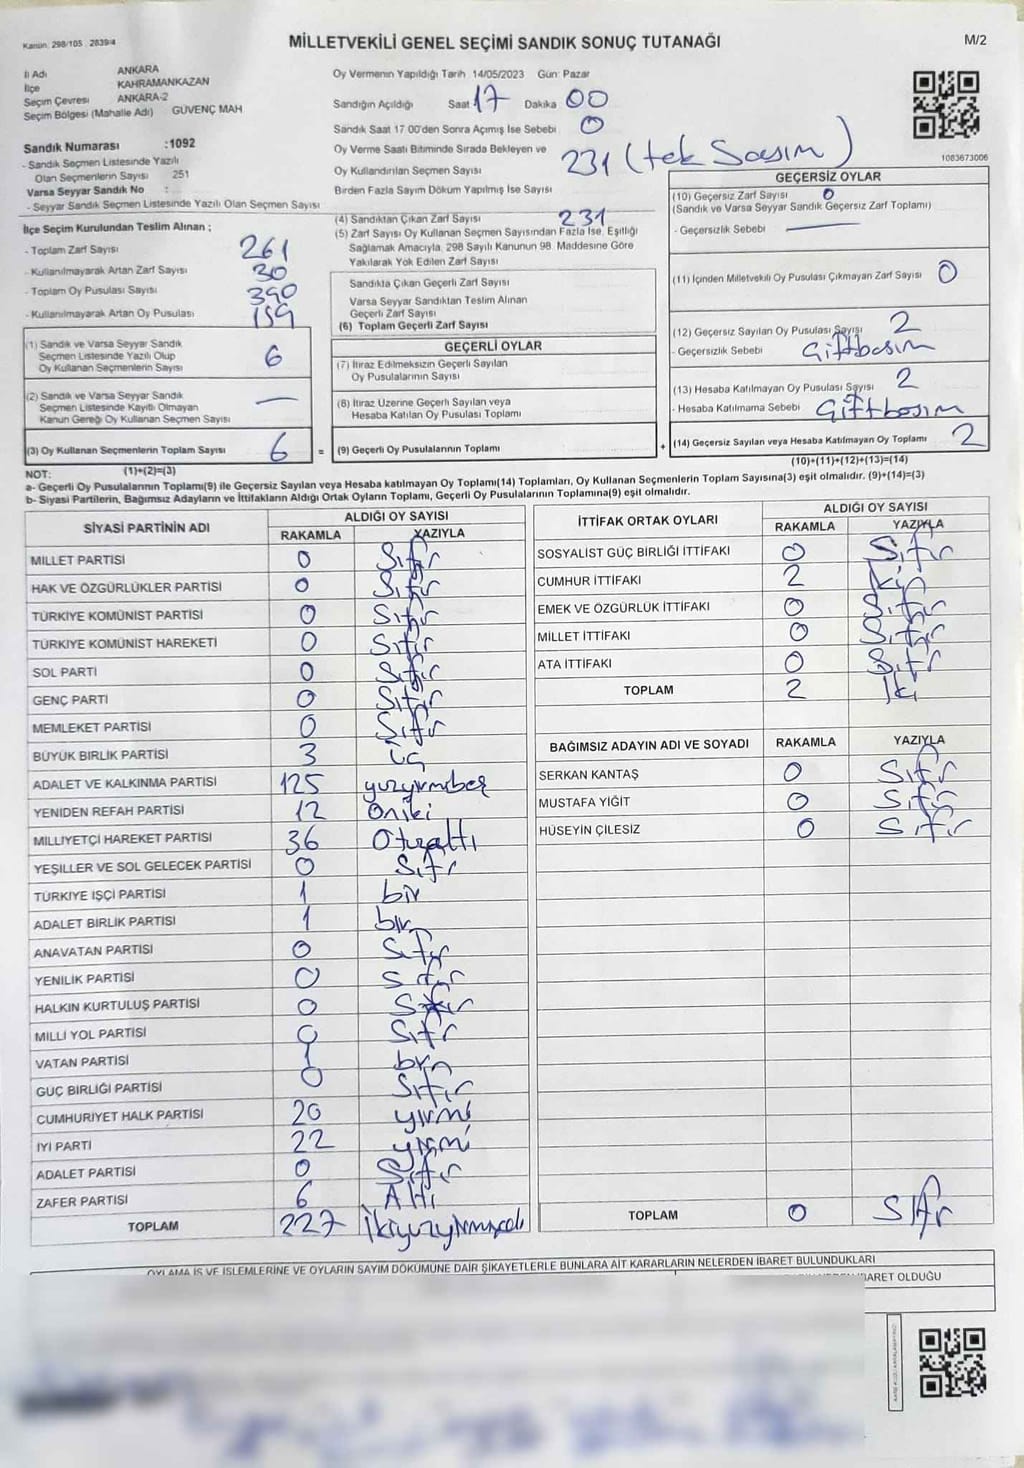 Kanun: 298/105 , 2839/4
MİLLETVEKİLİ GENEL SEÇİMİ SANDIK SONUÇ TUTANAĞI
M/2
İl Adı ANKARA
İlçe KAHRAMANKAZAN
Seçim Çevresi ANKARA-2
Seçim Bölgesi (Mahalle Adı) GÜVENÇ MAH
Sandık Numarası :1092
- Sandık Seçmen Listesinde Yazılı
Olan Seçmenlerin Sayısı 251
Varsa Seyyar Sandık No :
- Seyyar Sandık Seçmen Listesinde Yazılı Olan Seçmen Sayısı
Oy Vermenin Yapıldığı Tarih 14/05/2023 Gün: Pazar
Sandığın Açıldığı Saat 17 Dakika 00
Sandık Saat 17 00'den Sonra Açımış İse Sebebi 0
Oy Verme Saati Bitiminde Sırada Bekleyen ve
Oy Kullandırılan Seçmen Sayısı 231 (tek Sayım)
Birden Fazla Sayım Döküm Yapılmış İse Sayısı
1083673006
İlçe Seçim Kurulundan Teslim Alınan ;
- Toplam Zarf Sayısı 261
- Kullanılmayarak Artan Zarf Sayısı 30
- Toplam Oy Pusulası Sayısı 390
- Kullanılmayarak Artan Oy Pusulası 159
(1) Sandık ve Varsa Seyyar Sandık
Seçmen Listesinde Yazılı Olup
Oy Kullanan Seçmenlerin Sayısı 6
(2) Sandık ve Varsa Seyyar Sandık
Seçmen Listesinde Kayıtlı Olmayan
Kanun Gereği Oy Kullanan Seçmen Sayısı —
(3) Oy Kullanan Seçmenlerin Toplam Sayısı 6
(1)+(2)=(3)
(4) Sandıktan Çıkan Zarf Sayısı 231
(5) Zarf Sayısı Oy Kullanan Seçmen Sayısından Fazla İse, Eşitliği
Sağlamak Amacıyla, 298 Sayılı Kanunun 98. Maddesine Göre
Yakılarak Yok Edilen Zarf Sayısı
Sandıkta Çıkan Geçerli Zarf Sayısı
Varsa Seyyar Sandıktan Teslim Alınan
Geçerli Zarf Sayısı
(6) Toplam Geçerli Zarf Sayısı
GEÇERLİ OYLAR
(7) İtiraz Edilmeksizin Geçerli Sayılan
Oy Pusulalarının Sayısı
(8) İtiraz Üzerine Geçerli Sayılan veya
Hesaba Katılan Oy Pusulası Toplamı
= (9) Geçerli Oy Pusulalarının Toplamı +
GEÇERSİZ OYLAR
(10) Geçersiz Zarf Sayısı 0
(Sandık ve Varsa Seyyar Sandık Geçersiz Zarf Toplamı)
- Geçersizlik Sebebi —
(11) İçinden Milletvekili Oy Pusulası Çıkmayan Zarf Sayısı 0
(12) Geçersiz Sayılan Oy Pusulası Sayısı 2
- Geçersizlik Sebebi Çiftbasım
(13) Hesaba Katılmayan Oy Pusulası Sayısı 2
- Hesaba Katılmama Sebebi Çiftbasım
(14) Geçersiz Sayılan veya Hesaba Katılmayan Oy Toplamı 2
(10)+(11)+(12)+(13)=(14)
NOT:
a- Geçerli Oy Pusulalarının Toplamı(9) ile Geçersiz Sayılan veya Hesaba katılmayan Oy Toplamı(14) Toplamları, Oy Kullanan Seçmenlerin Toplam Sayısına(3) eşit olmalıdır. (9)+(14)=(3)
b- Siyasi Partilerin, Bağımsız Adayların ve İttifakların Aldığı Ortak Oyların Toplamı, Geçerli Oy Pusulalarının Toplamına(9) eşit olmalıdır.
SİYASİ PARTİNİN ADI ALDIĞI OY SAYISI
RAKAMLA YAZIYLA
MİLLET PARTİSİ 0 Sıfır
HAK VE ÖZGÜRLÜKLER PARTİSİ 0 Sıfır
TÜRKİYE KOMÜNİST PARTİSİ 0 Sıfır
TÜRKİYE KOMÜNİST HAREKETİ 0 Sıfır
SOL PARTİ 0 Sıfır
GENÇ PARTİ 0 Sıfır
MEMLEKET PARTİSİ 0 Sıfır
BÜYÜK BİRLİK PARTİSİ 3 üç
ADALET VE KALKINMA PARTİSİ 125 yüzyirmibeş
YENİDEN REFAH PARTİSİ 12 Oniki
MİLLİYETÇİ HAREKET PARTİSİ 36 Otuzaltı
YEŞİLLER VE SOL GELECEK PARTİSİ 0 Sıfır
TÜRKİYE İŞÇİ PARTİSİ 1 bir
ADALET BİRLİK PARTİSİ 1 bir
ANAVATAN PARTİSİ 0 Sıfır
YENİLİK PARTİSİ 0 Sıfır
HALKIN KURTULUŞ PARTİSİ 0 Sıfır
MİLLİ YOL PARTİSİ 0 Sıfır
VATAN PARTİSİ 1 bir
GÜÇ BİRLİĞİ PARTİSİ 0 Sıfır
CUMHURİYET HALK PARTİSİ 20 yirmi
İYİ PARTİ 22 yirmi
ADALET PARTİSİ 0 Sıfır
ZAFER PARTİSİ 6 Altı
TOPLAM 227 İkiyüzyirmiyedi
İTTİFAK ORTAK OYLARI ALDIĞI OY SAYISI
RAKAMLA YAZIYLA
SOSYALİST GÜÇ BİRLİĞİ İTTİFAKI 0 Sıfır
CUMHUR İTTİFAKI 2 iki
EMEK VE ÖZGÜRLÜK İTTİFAKI 0 Sıfır
MİLLET İTTİFAKI 0 Sıfır
ATA İTTİFAKI 0 Sıfır
TOPLAM 2 İki
BAĞIMSIZ ADAYIN ADI VE SOYADI RAKAMLA YAZIYLA
SERKAN KANTAŞ 0 Sıfır
MUSTAFA YİĞİT 0 Sıfır
HÜSEYİN ÇİLESİZ 0 Sıfır
TOPLAM 0 Sıfır
OYLAMA İŞ VE İŞLEMLERİNE VE OYLARIN SAYIM DÖKÜMÜNE DAİR ŞİKAYETLERLE BUNLARA AİT KARARLARIN NELERDEN İBARET BULUNDUKLARI
İBARET OLDUĞU